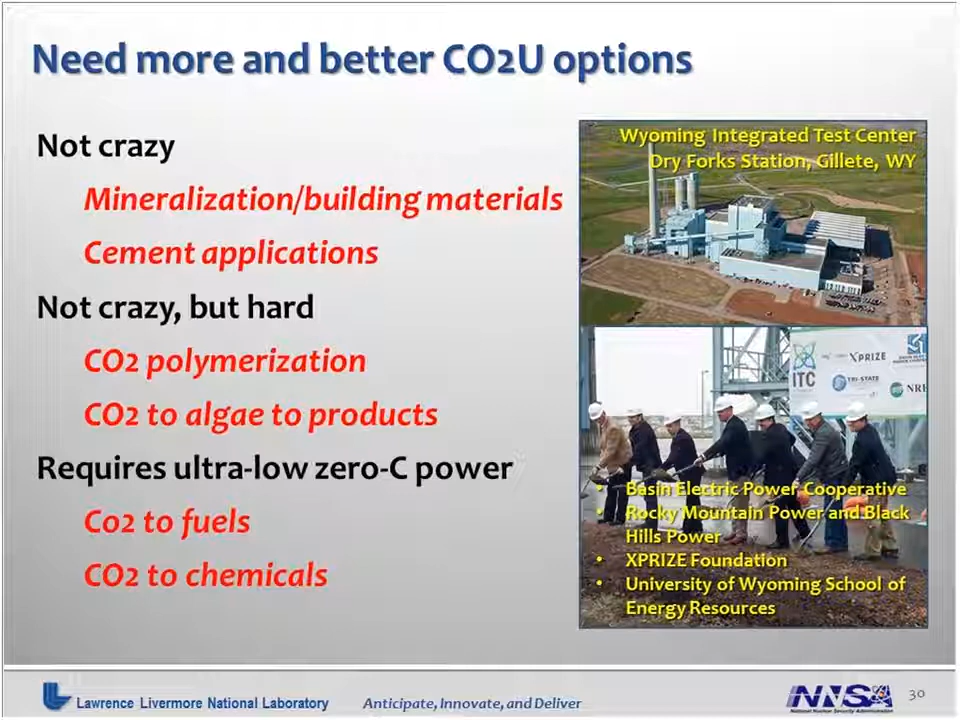 Need more and better CO2U options
Not crazy
Mineralization/building materials
Cement applications
Not crazy, but hard
CO2 polymerization
CO2 to algae to products
Requires ultra-low zero-C power
Co2 to fuels
CO2 to chemicals
Wyoming Integrated Test Center
Dry Forks Station, Gillete, WY
ITC
XPRIZE
TRI-STATE
• Basin Electric Power Cooperative
• Rocky Mountain Power and Black
Hills Power
• XPRIZE Foundation
• University of Wyoming School of
Energy Resources
Lawrence Livermore National Laboratory
Anticipate, Innovate, and Deliver
NNSA
National Nuclear Security Administration
30